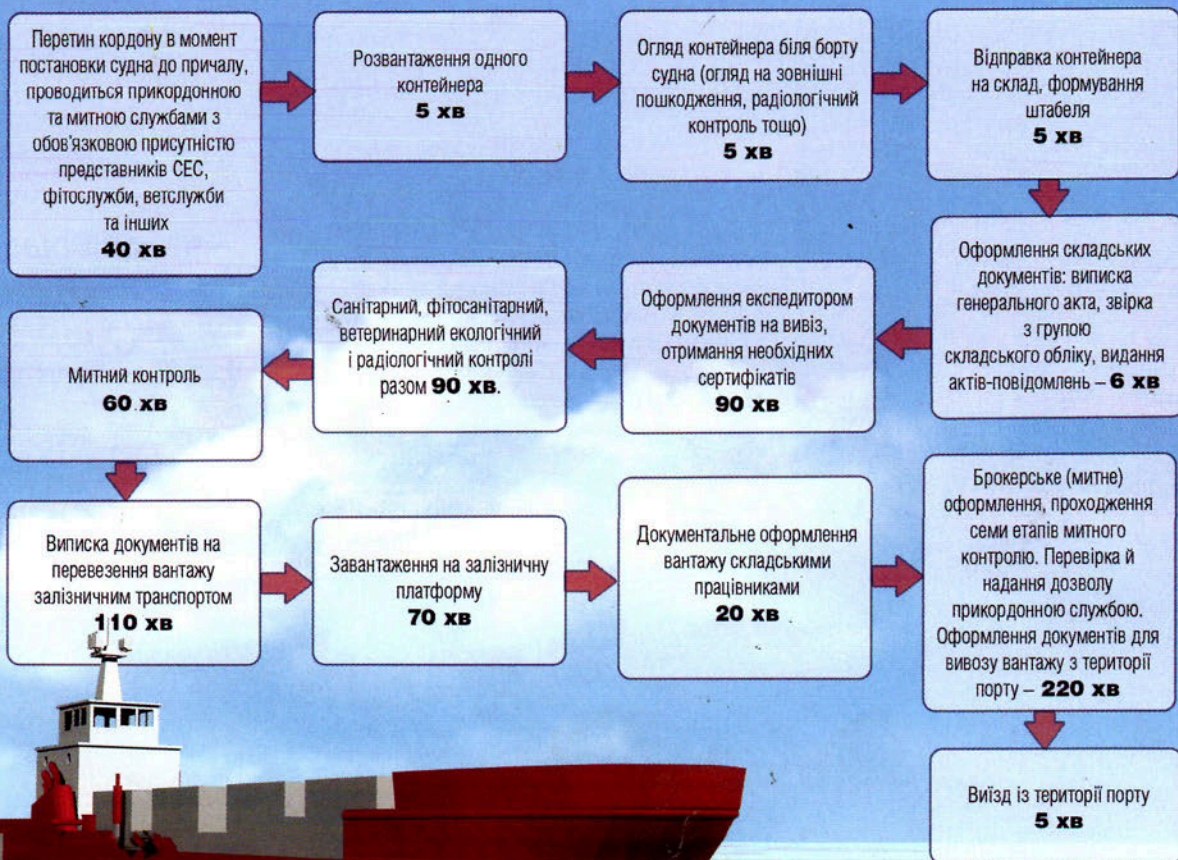 Перетин кордону в момент
постановки судна до причалу,
проводиться прикордонною
та митною службами з
обов'язковою присутністю
представників СЕС,
фітослужби, ветслужби
та інших
40 хв
Розвантаження одного
контейнера
5 хв
Огляд контейнера біля борту
судна (огляд на зовнішні
пошкодження, радіологічний
контроль тощо)
5 хв
Відправка контейнера
на склад, формування
штабеля
5 хв
Оформлення складських
документів: виписка
генерального акта, звірка
з групою
складського обліку, видання
актів-повідомлень – 6 хв
Оформлення експедитором
документів на вивіз,
отримання необхідних
сертифікатів
90 хв
Санітарний, фітосанітарний,
ветеринарний екологічний
і радіологічний контролі
разом 90 хв.
Митний контроль
60 хв
Виписка документів на
перевезення вантажу
залізничним транспортом
110 хв
Завантаження на залізничну
платформу
70 хв
Документальне оформлення
вантажу складськими
працівниками
20 хв
Брокерське (митне)
оформлення, проходження
семи етапів митного
контролю. Перевірка й
надання дозволу
прикордонною службою.
Оформлення документів для
вивозу вантажу з території
порту – 220 хв
Виїзд із території порту
5 хв